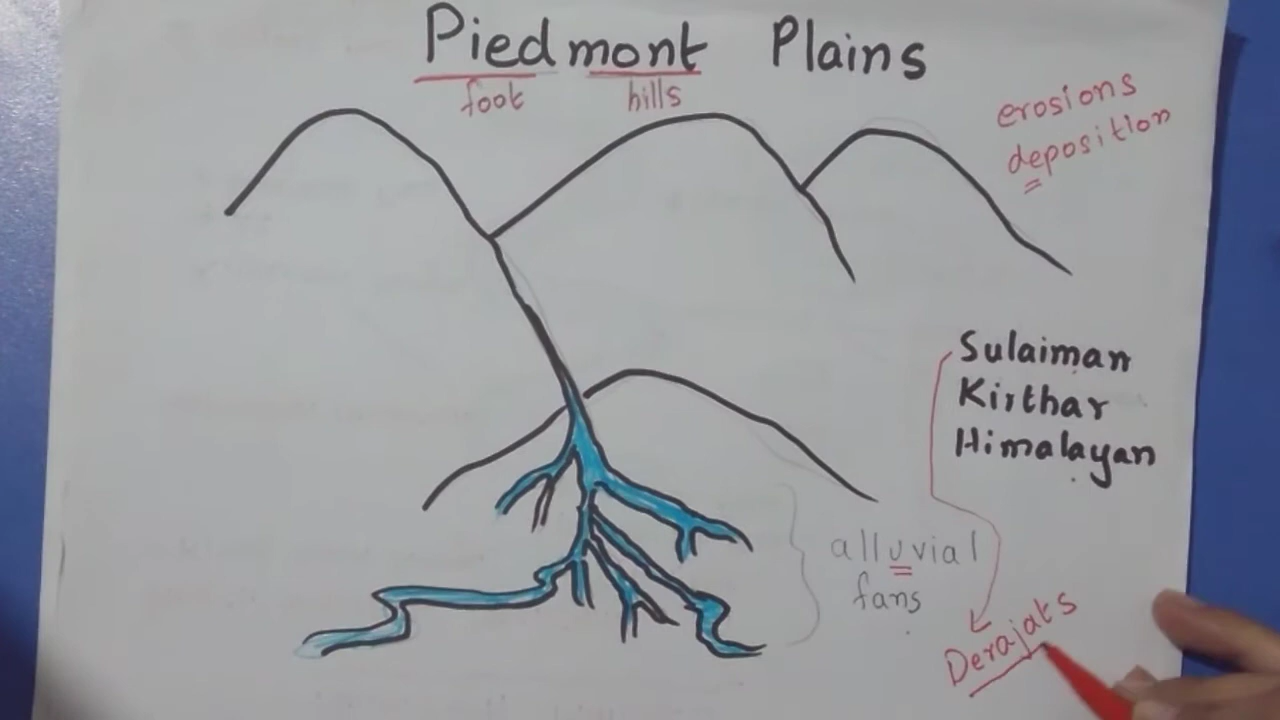 Piedmont Plains
foot hills
erosions
deposition
Sulaiman
Kirthar
Himalayan
alluvial
fans
Derajats